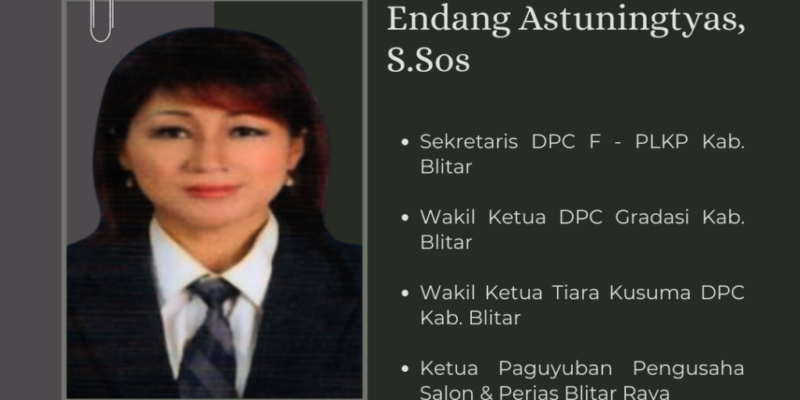 Endang Astuningtyas,
S.Sos
• Sekretaris DPC F - PLKP Kab.
Blitar
• Wakil Ketua DPC Gradasi Kab.
Blitar
• Wakil Ketua Tiara Kusuma DPC
Kab. Blitar
• Ketua Paguyuban Pengusaha
Salon & Perias Blitar Raya